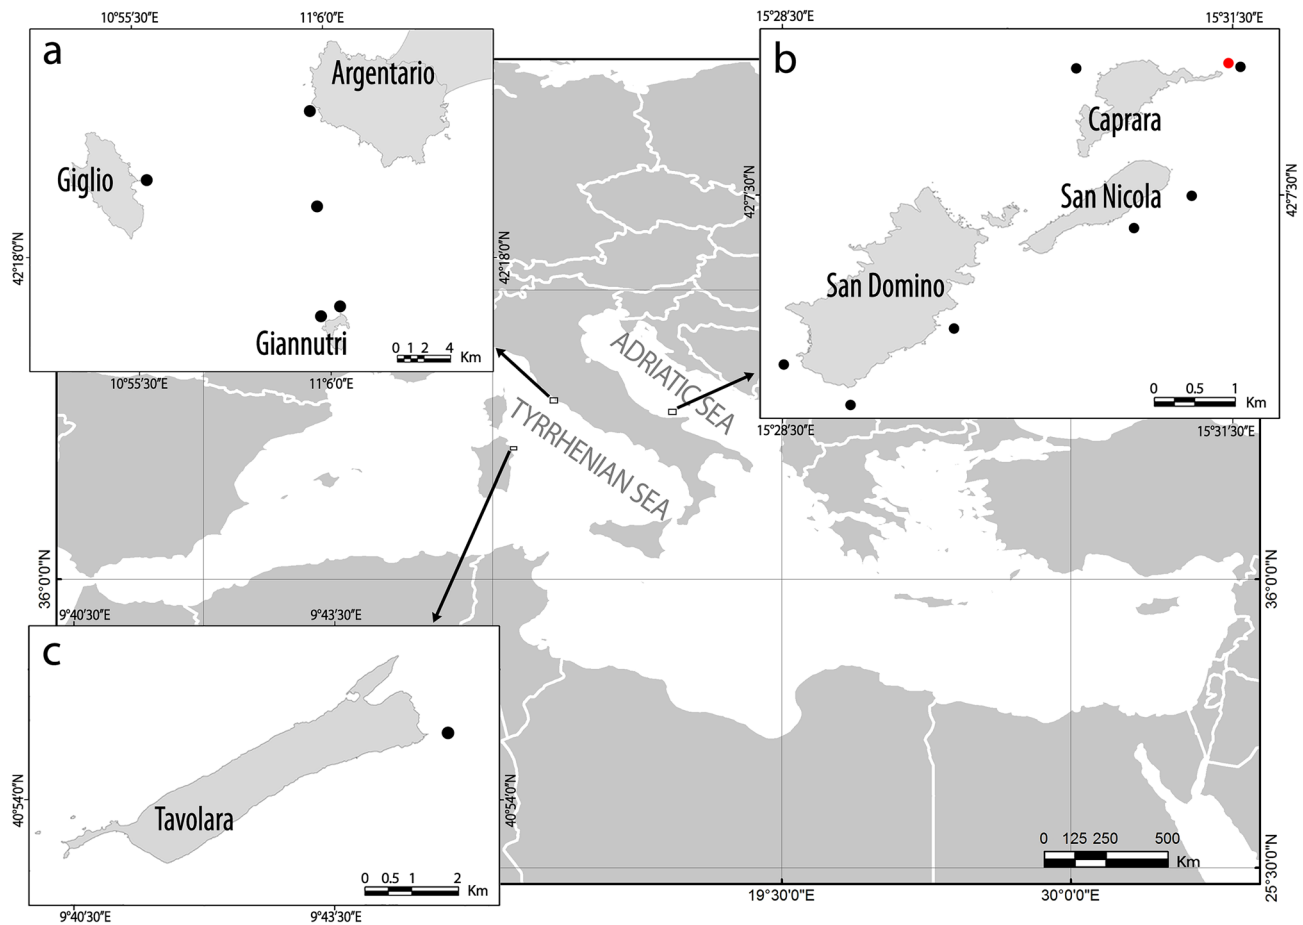 10°55'30"E
11°6'0"E
a
Argentario
Giglio
Giannutri
0 1 2 4 Km
42°18'0"N
42°18'0"N
10°55'30"E
11°6'0"E
15°28'30"E
15°31'30"E
b
Caprara
San Nicola
San Domino
42°7'30"N
42°7'30"N
0 0.5 1
Km
15°28'30"E
15°31'30"E
ADRIATIC SEA
TYRRHENIAN SEA
36°0'0"N
36°0'0"N
9°40'30"E
9°43'30"E
c
Tavolara
40°54'0"N
40°54'0"N
0 0.5 1 2
Km
9°40'30"E
9°43'30"E
0 125 250 500
Km
25°30'0"N
19°30'0"E
30°0'0"E